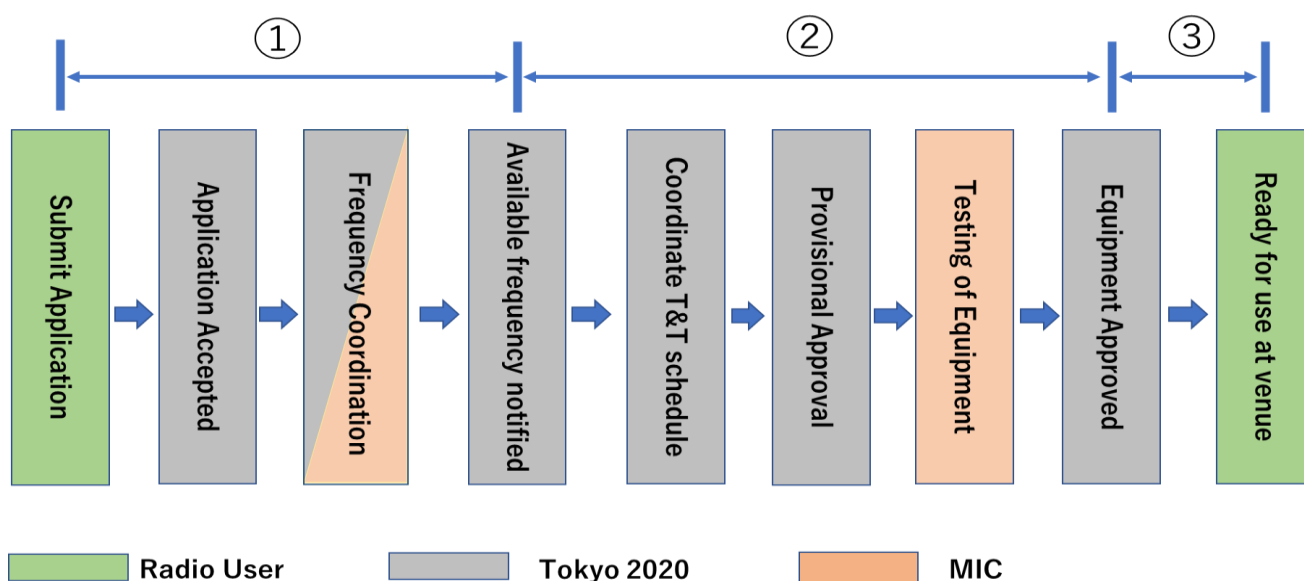 ①
②
③
Submit Application
Application Accepted
Frequency Coordination
Available frequency notified
Coordinate T&T schedule
Provisional Approval
Testing of Equipment
Equipment Approved
Ready for use at venue
Radio User
Tokyo 2020
MIC